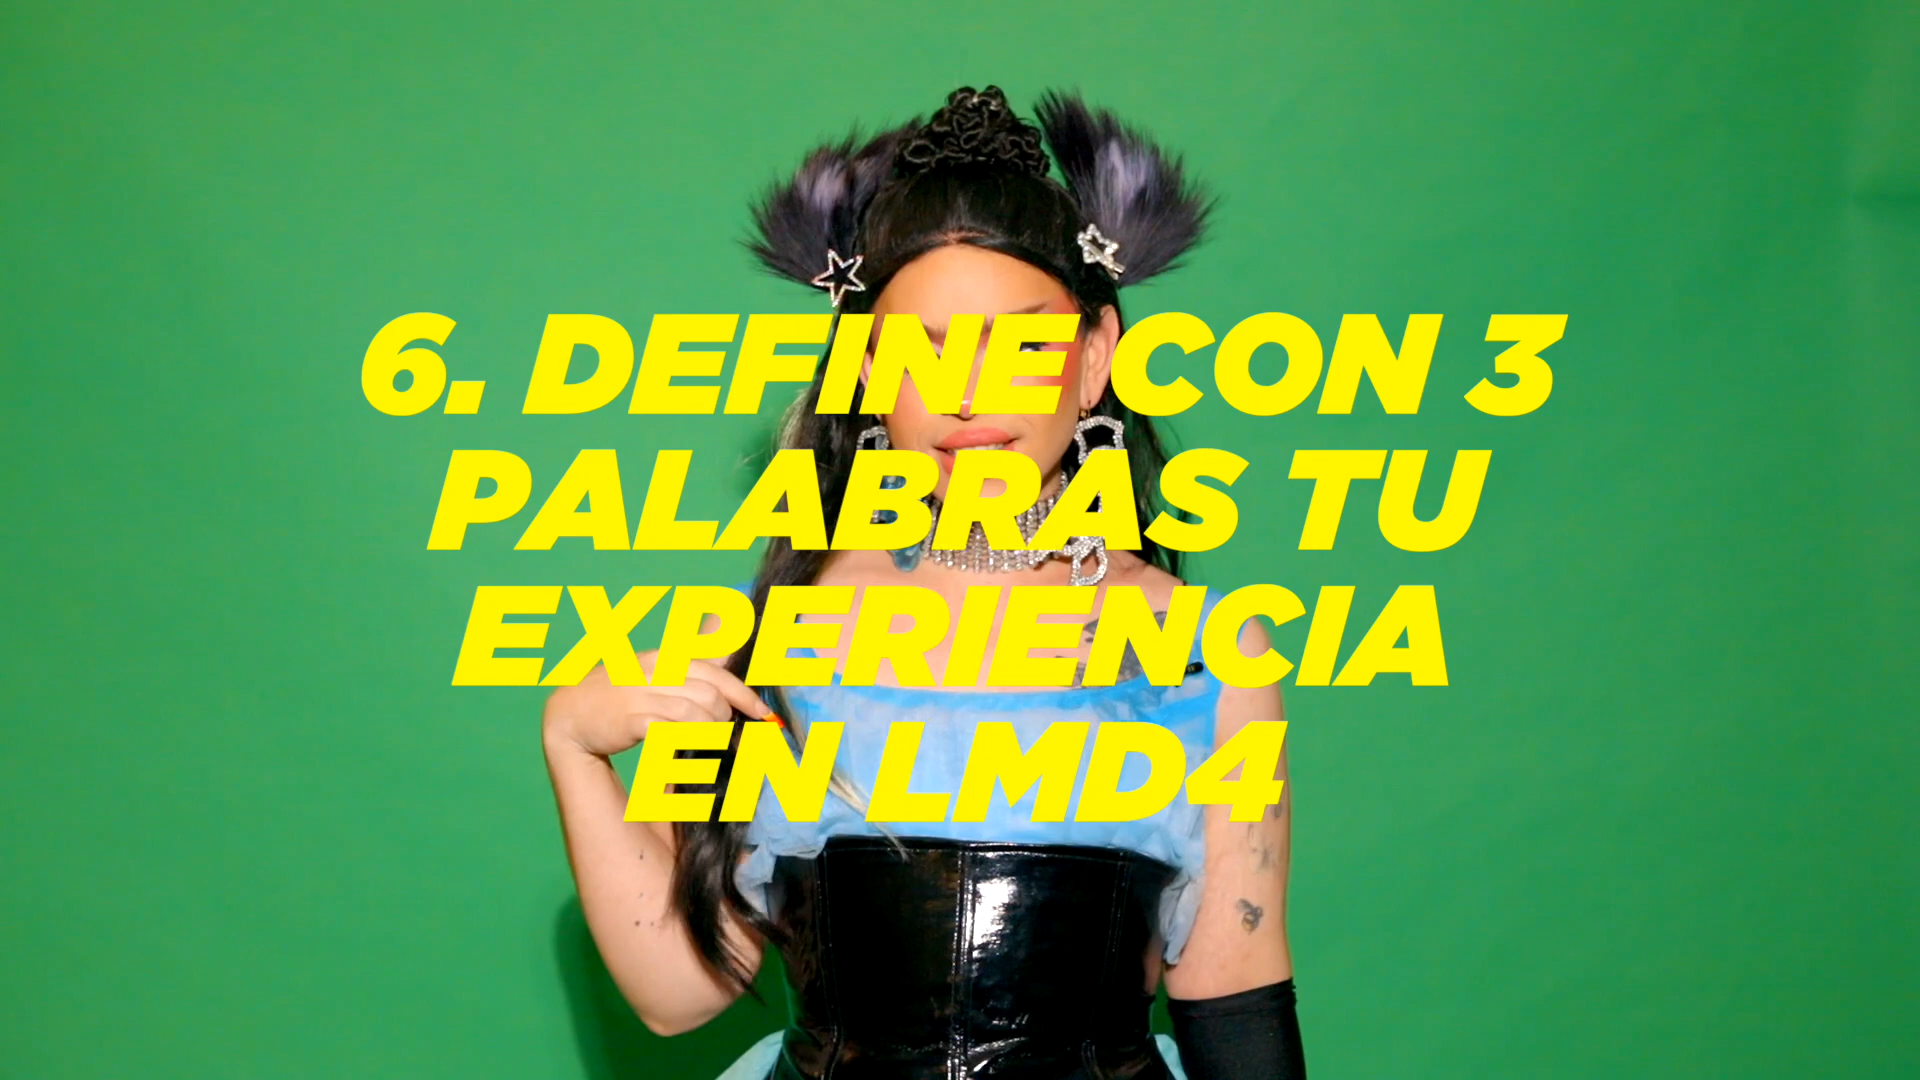 6. DEFINE CON 3
PALABRAS TU
EXPERIENCIA
EN LMD4